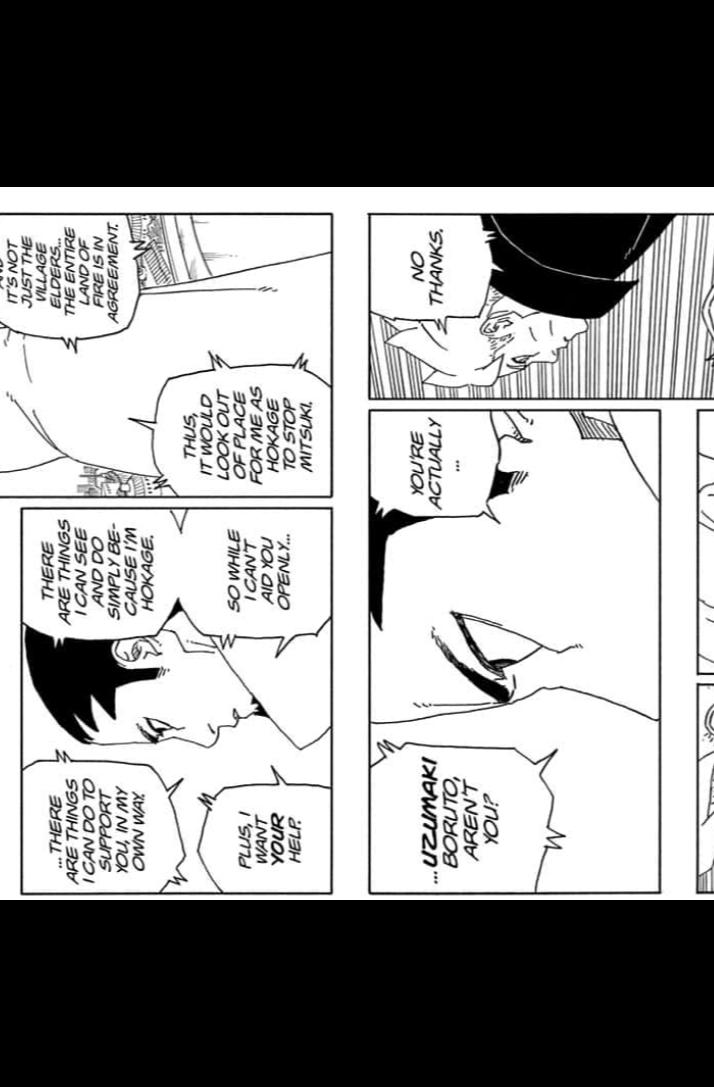 AND
IT'S NOT
JUST THE
VILLAGE
ELDERS...
THE ENTIRE
LAND OF
FIRE IS IN
AGREEMENT.
THUS,
IT WOULD
LOOK OUT
OF PLACE
FOR ME AS
HOKAGE
TO STOP
MITSUKI.
THERE
ARE THINGS
I CAN SEE
AND DO
SIMPLY BE-
CAUSE I'M
HOKAGE.
SO WHILE
I CAN'T
AID YOU
OPENLY...
...THERE
ARE THINGS
I CAN DO TO
SUPPORT
YOU, IN MY
OWN WAY.
PLUS, I
WANT
YOUR
HELP.
NO
THANKS.
YOU'RE
ACTUALLY
...
...UZUMAKI
BORUTO,
AREN'T
YOU?